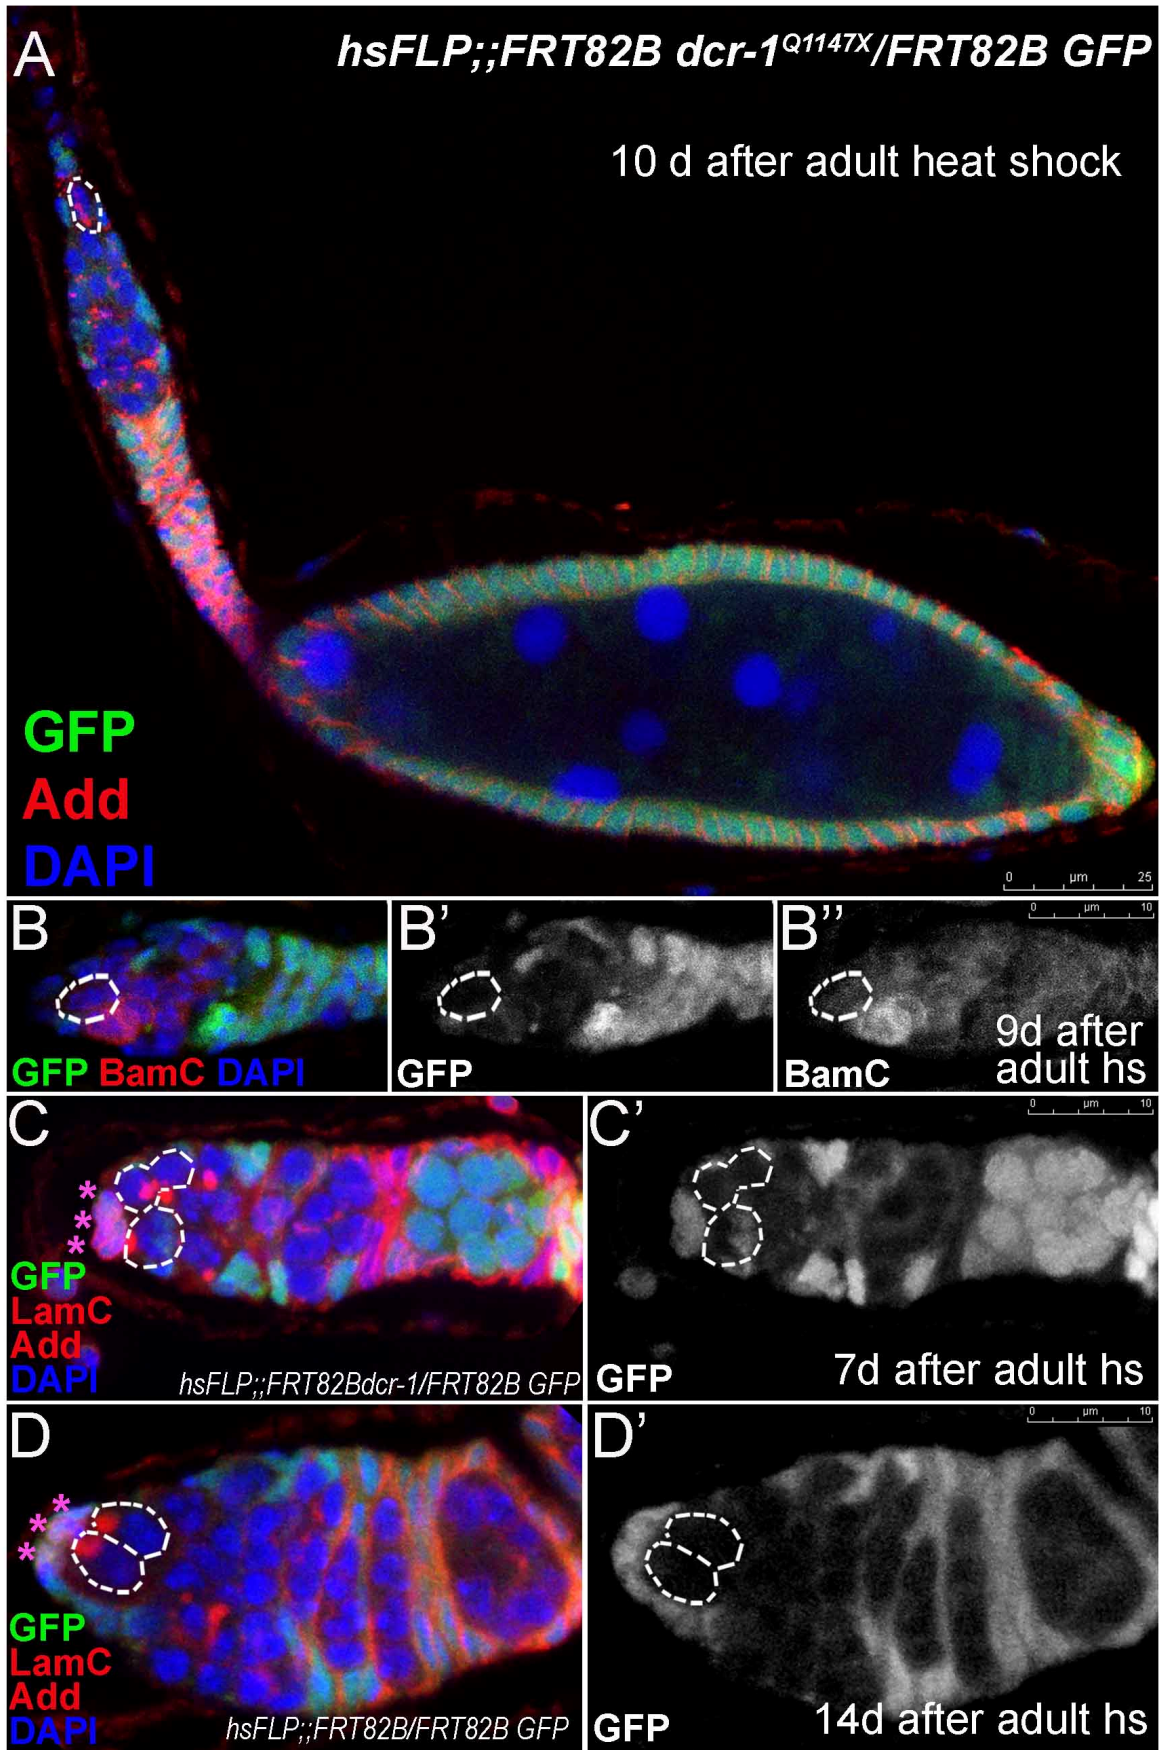 A
hsFLP;;FRT82B dcr-1Q1147X/FRT82B GFP
10 d after adult heat shock
GFP
Add
DAPI
0 µm 25
B
GFP BamC DAPI
B’
GFP
B’’
0 µm 10
BamC
9d after
adult hs
C
* * *
GFP
LamC
Add
DAPI
hsFLP;;FRT82Bdcr-1/FRT82B GFP
C’
0 µm 10
GFP
7d after adult hs
D
* * *
GFP
LamC
Add
DAPI
hsFLP;;FRT82B/FRT82B GFP
D’
0 µm 10
GFP
14d after adult hs